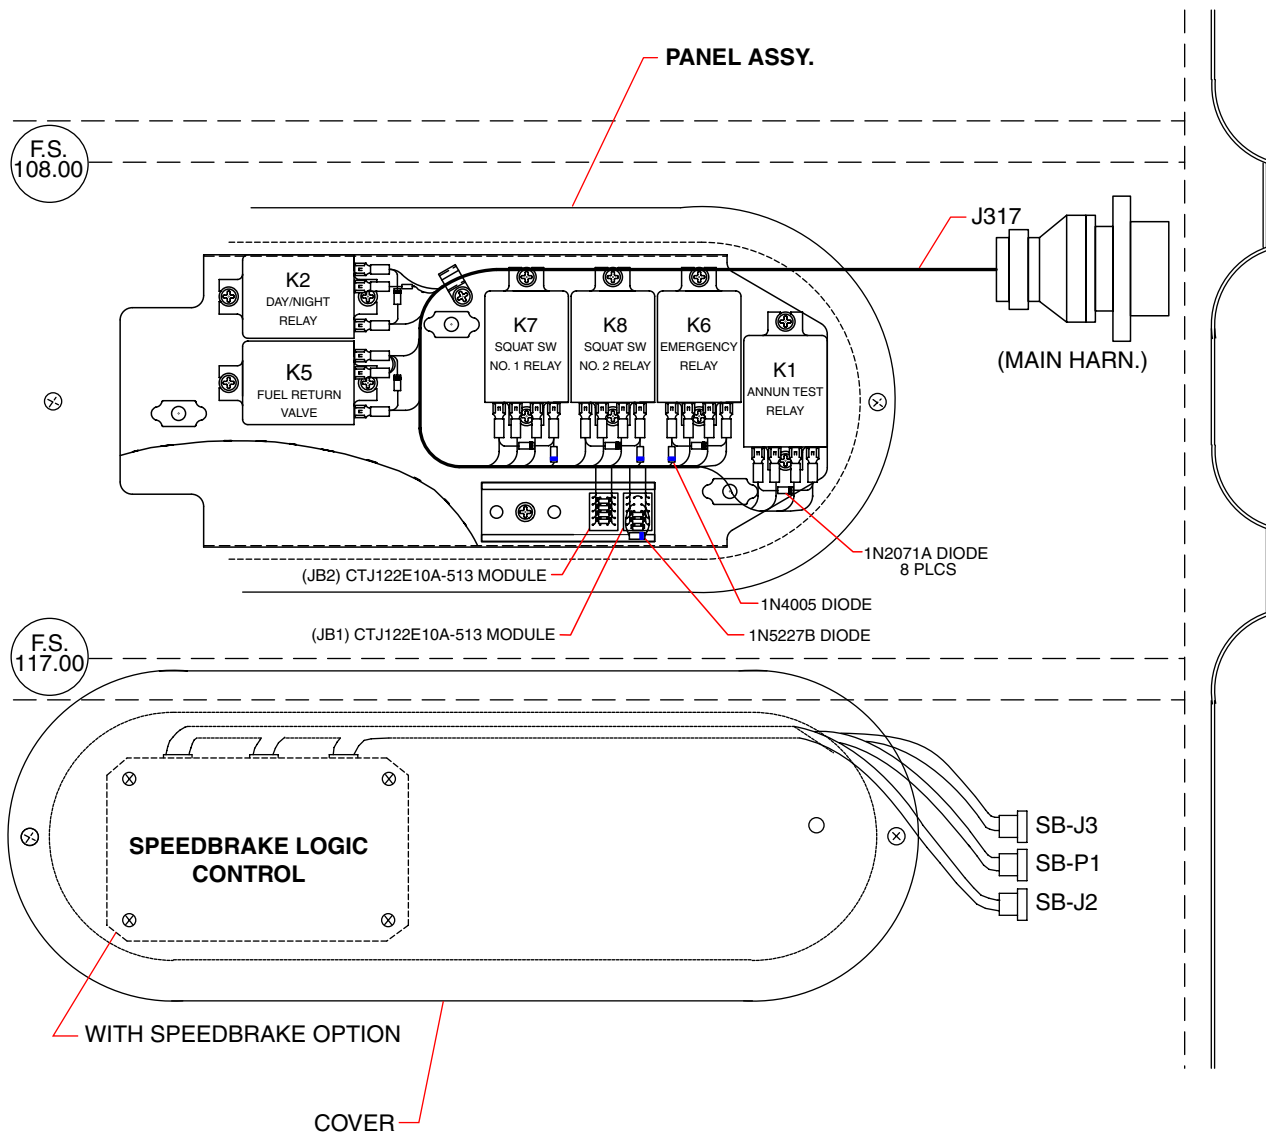 PANEL ASSY.
F.S.
108.00
J317
(MAIN HARN.)
K2
DAY/NIGHT
RELAY
K5
FUEL RETURN
VALVE
K7
SQUAT SW
NO. 1 RELAY
K8
SQUAT SW
NO. 2 RELAY
K6
EMERGENCY
RELAY
K1
ANNUN TEST
RELAY
1N2071A DIODE
8 PLCS
(JB2) CTJ122E10A-513 MODULE
1N4005 DIODE
(JB1) CTJ122E10A-513 MODULE
1N5227B DIODE
F.S.
117.00
SPEEDBRAKE LOGIC
CONTROL
SB-J3
SB-P1
SB-J2
WITH SPEEDBRAKE OPTION
COVER